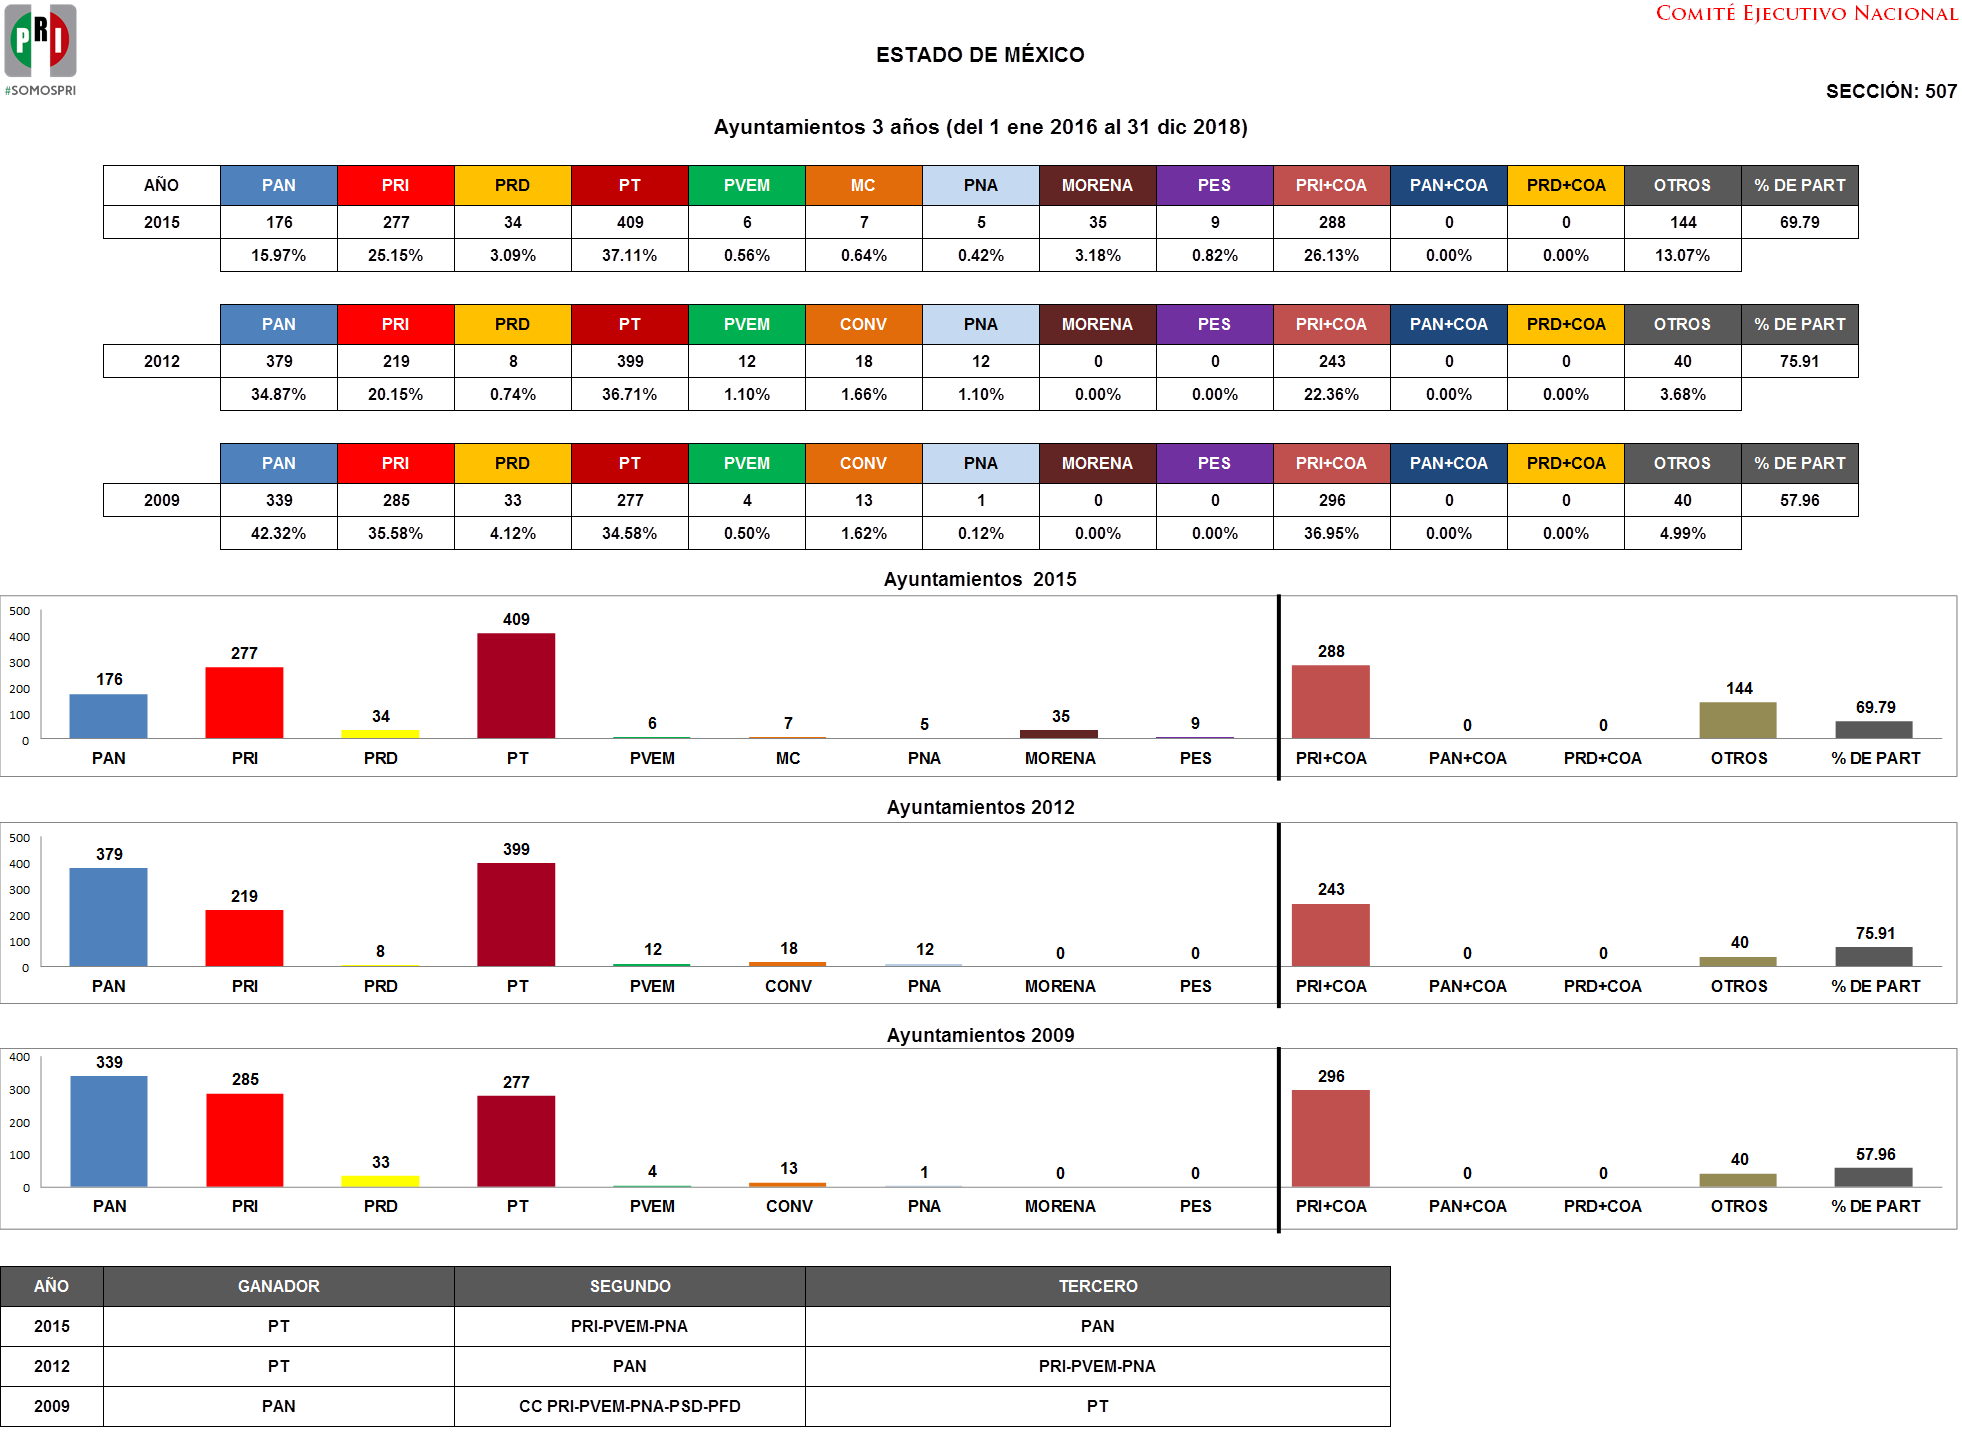 PRI
#SOMOSPRI
COMITÉ EJECUTIVO NACIONAL
ESTADO DE MÉXICO
SECCIÓN: 507
Ayuntamientos 3 años (del 1 ene 2016 al 31 dic 2018)
AÑO PAN PRI PRD PT PVEM MC PNA MORENA PES PRI+COA PAN+COA PRD+COA OTROS % DE PART
2015 176 277 34 409 6 7 5 35 9 288 0 0 144 69.79
15.97% 25.15% 3.09% 37.11% 0.56% 0.64% 0.42% 3.18% 0.82% 26.13% 0.00% 0.00% 13.07%
PAN PRI PRD PT PVEM CONV PNA MORENA PES PRI+COA PAN+COA PRD+COA OTROS % DE PART
2012 379 219 8 399 12 18 12 0 0 243 0 0 40 75.91
34.87% 20.15% 0.74% 36.71% 1.10% 1.66% 1.10% 0.00% 0.00% 22.36% 0.00% 0.00% 3.68%
PAN PRI PRD PT PVEM CONV PNA MORENA PES PRI+COA PAN+COA PRD+COA OTROS % DE PART
2009 339 285 33 277 4 13 1 0 0 296 0 0 40 57.96
42.32% 35.58% 4.12% 34.58% 0.50% 1.62% 0.12% 0.00% 0.00% 36.95% 0.00% 0.00% 4.99%
Ayuntamientos 2015
500
400
300
200
100
0
176 277 34 409 6 7 5 35 9 288 0 0 144 69.79
PAN PRI PRD PT PVEM MC PNA MORENA PES PRI+COA PAN+COA PRD+COA OTROS % DE PART
Ayuntamientos 2012
500
400
300
200
100
0
379 219 8 399 12 18 12 0 0 243 0 0 40 75.91
PAN PRI PRD PT PVEM CONV PNA MORENA PES PRI+COA PAN+COA PRD+COA OTROS % DE PART
Ayuntamientos 2009
400
300
200
100
0
339 285 33 277 4 13 1 0 0 296 0 0 40 57.96
PAN PRI PRD PT PVEM CONV PNA MORENA PES PRI+COA PAN+COA PRD+COA OTROS % DE PART
AÑO GANADOR SEGUNDO TERCERO
2015 PT PRI-PVEM-PNA PAN
2012 PT PAN PRI-PVEM-PNA
2009 PAN CC PRI-PVEM-PNA-PSD-PFD PT